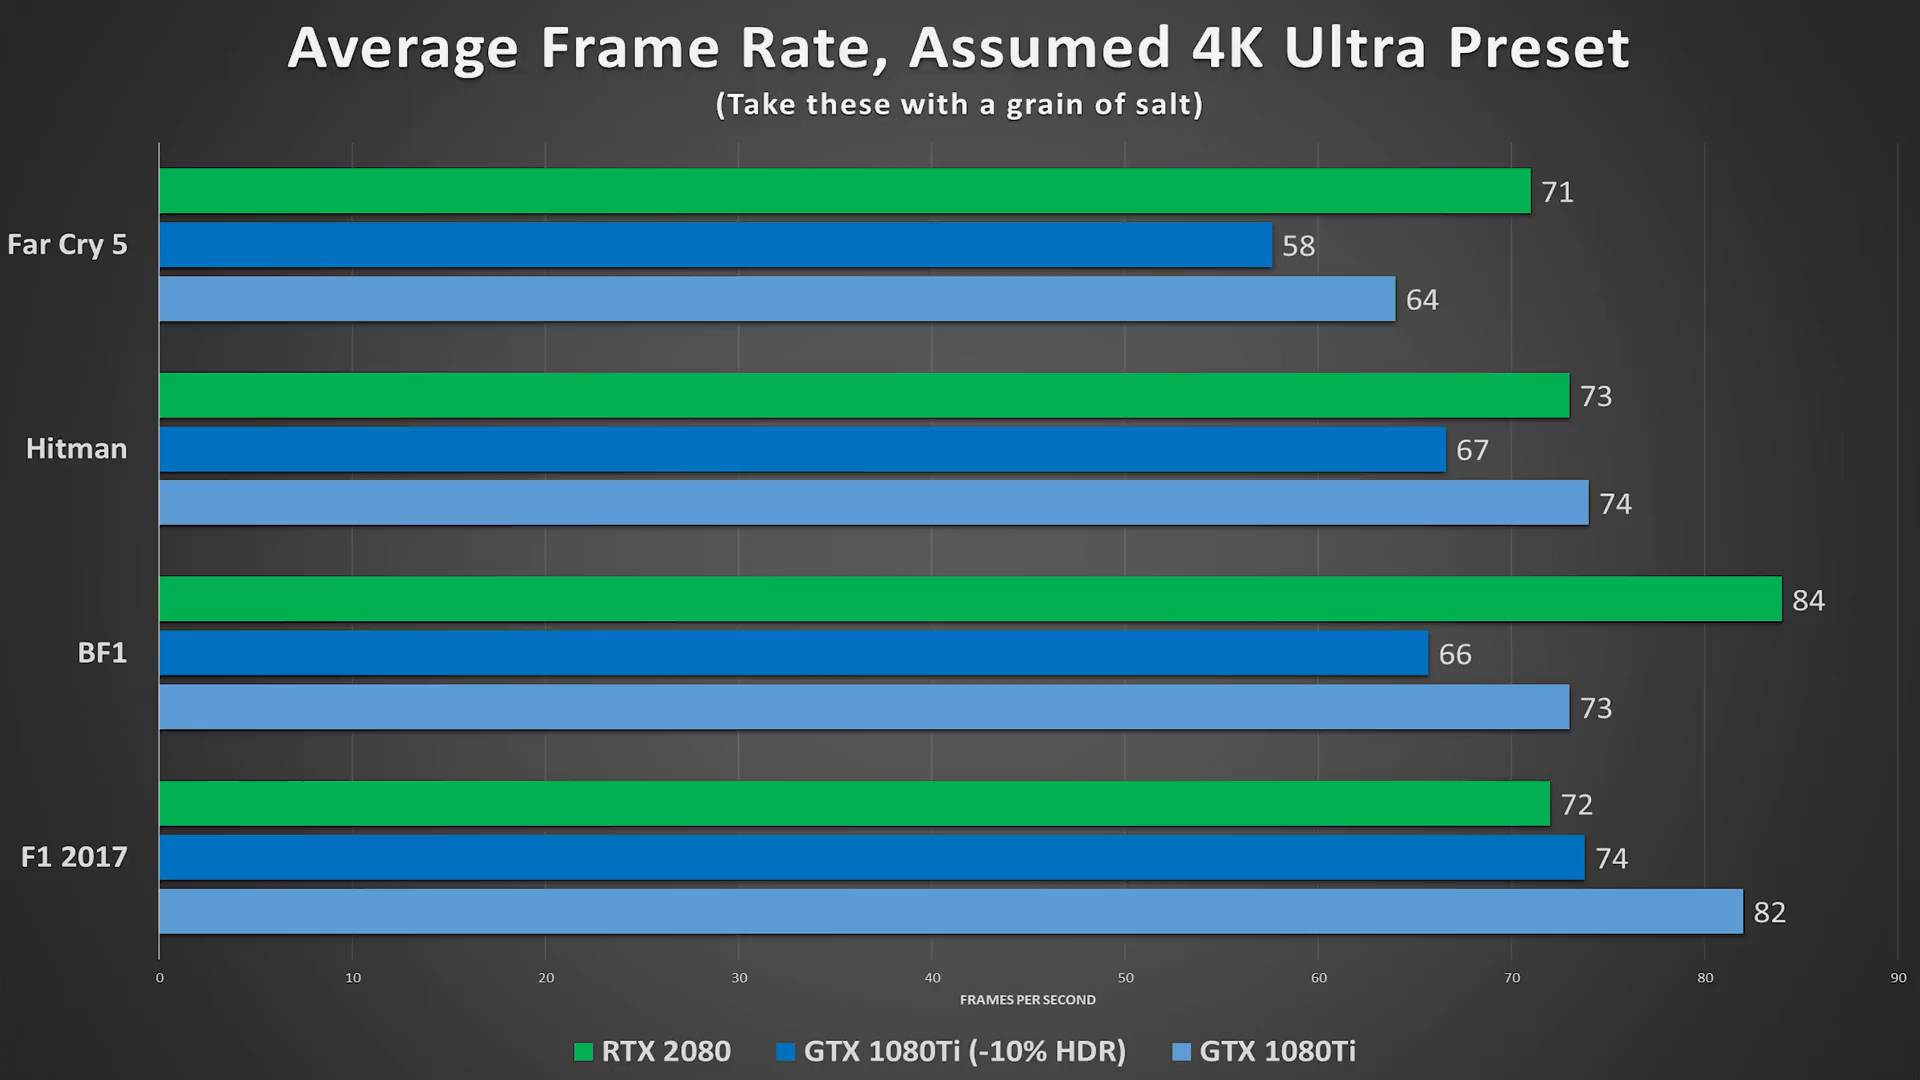 Average Frame Rate, Assumed 4K Ultra Preset
(Take these with a grain of salt)
Far Cry 5
71
58
64
Hitman
73
67
74
BF1
84
66
73
F1 2017
72
74
82
0 10 20 30 40 50 60 70 80 90
FRAMES PER SECOND
RTX 2080 GTX 1080Ti (-10% HDR) GTX 1080Ti